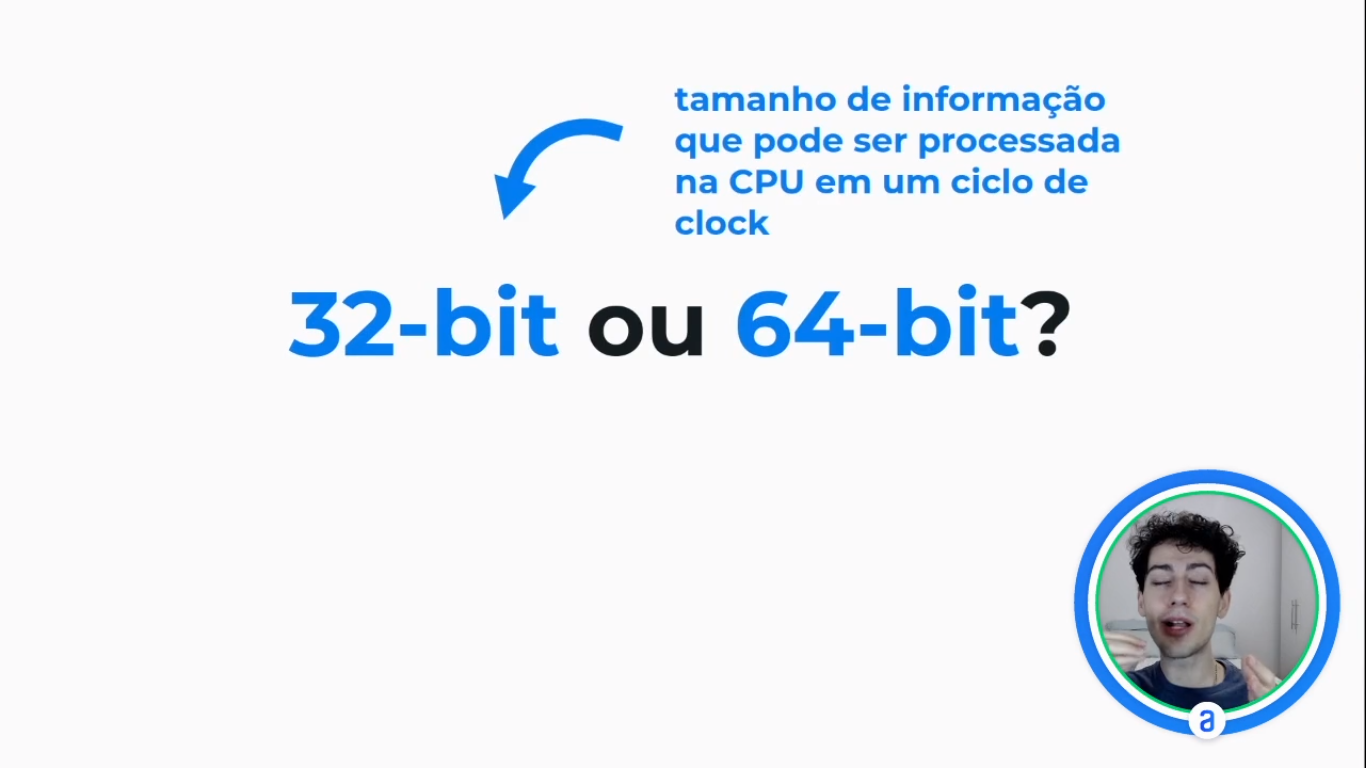 tamanho de informação
que pode ser processada
na CPU em um ciclo de
clock
32-bit ou 64-bit?
a